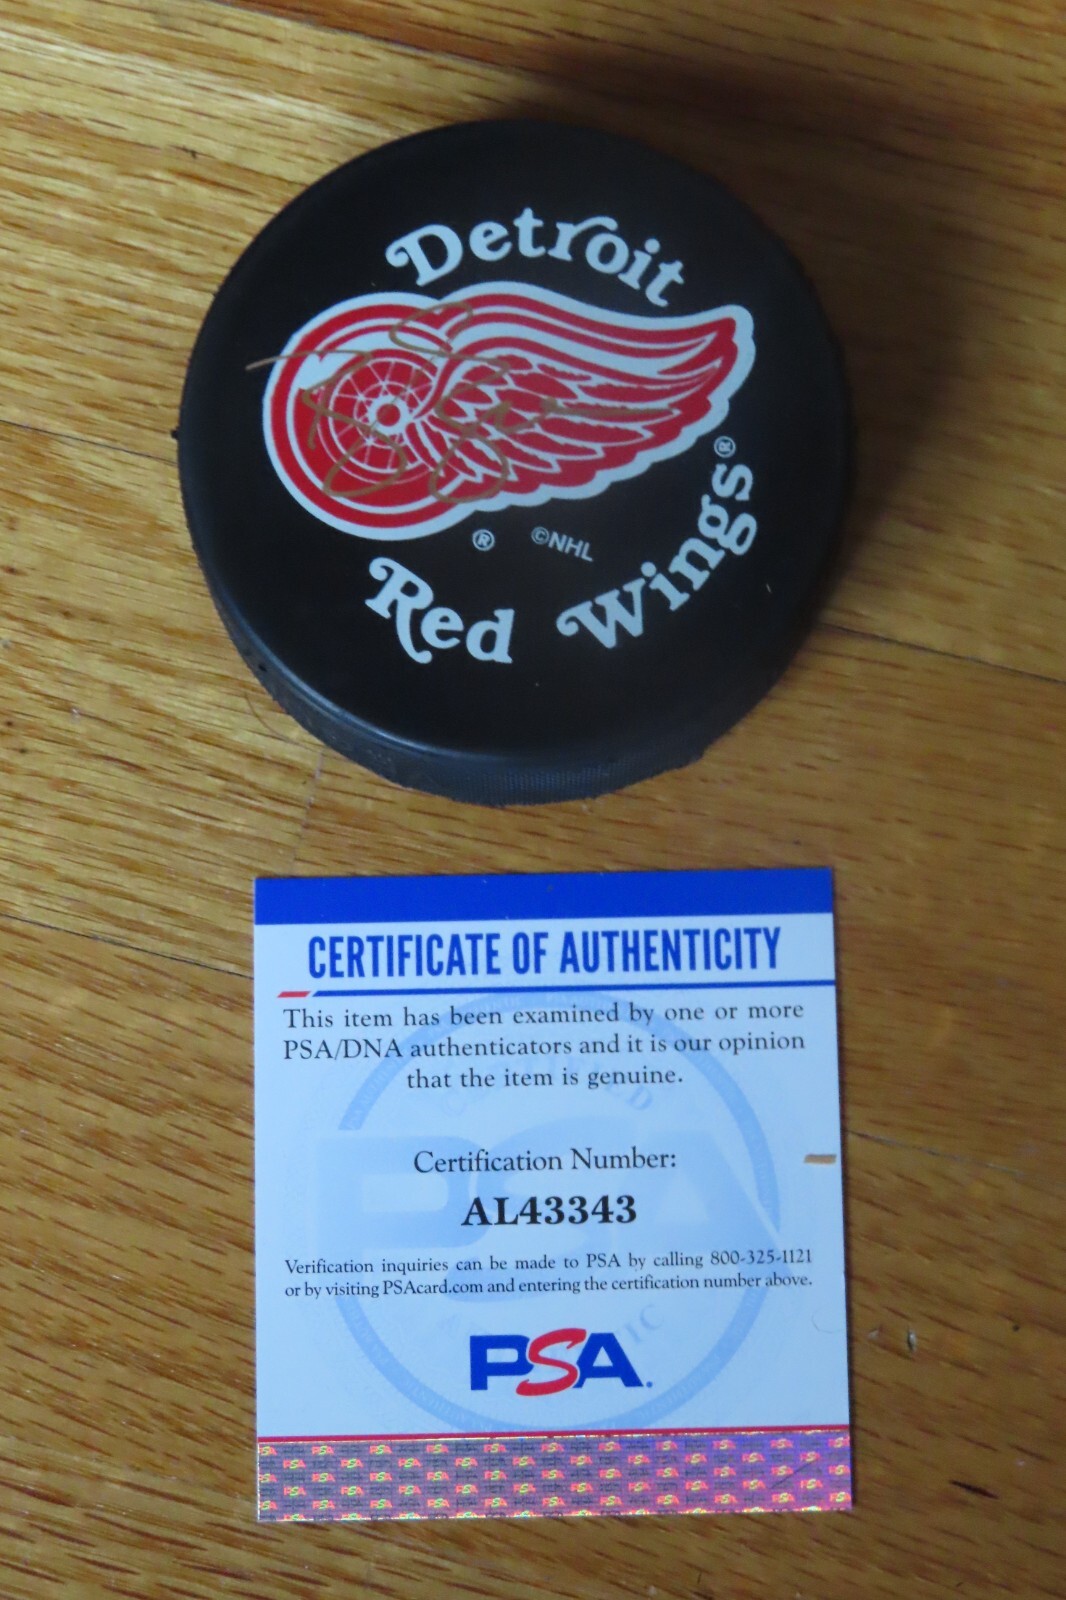 Detroit
® ©NHL
Red Wings®
CERTIFICATE OF AUTHENTICITY
This item has been examined by one or more
PSA/DNA authenticators and it is our opinion
that the item is genuine.
Certification Number:
AL43343
Verification inquiries can be made to PSA by calling 800-325-1121
or by visiting PSAcard.com and entering the certification number above.
PSA.